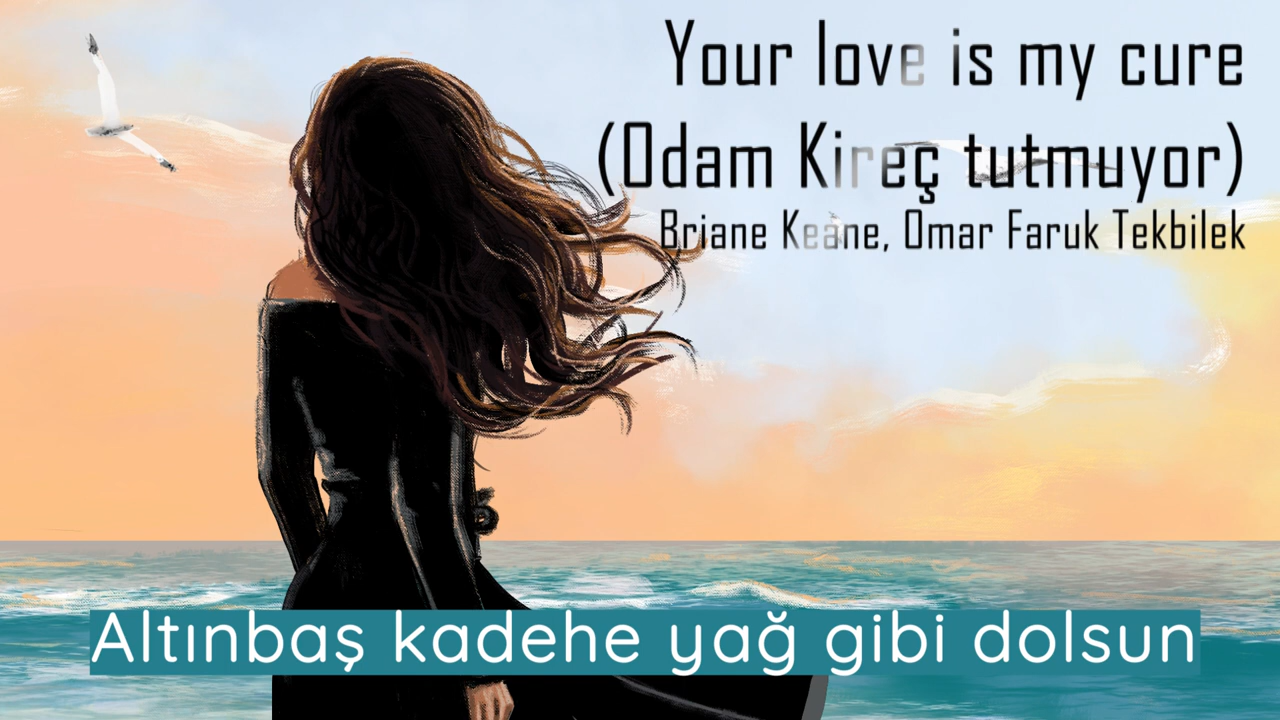 Your love is my cure
(Odam Kireç tutmuyor)
Briane Keane, Omar Faruk Tekbilek
Altınbaş kadehe yağ gibi dolsun